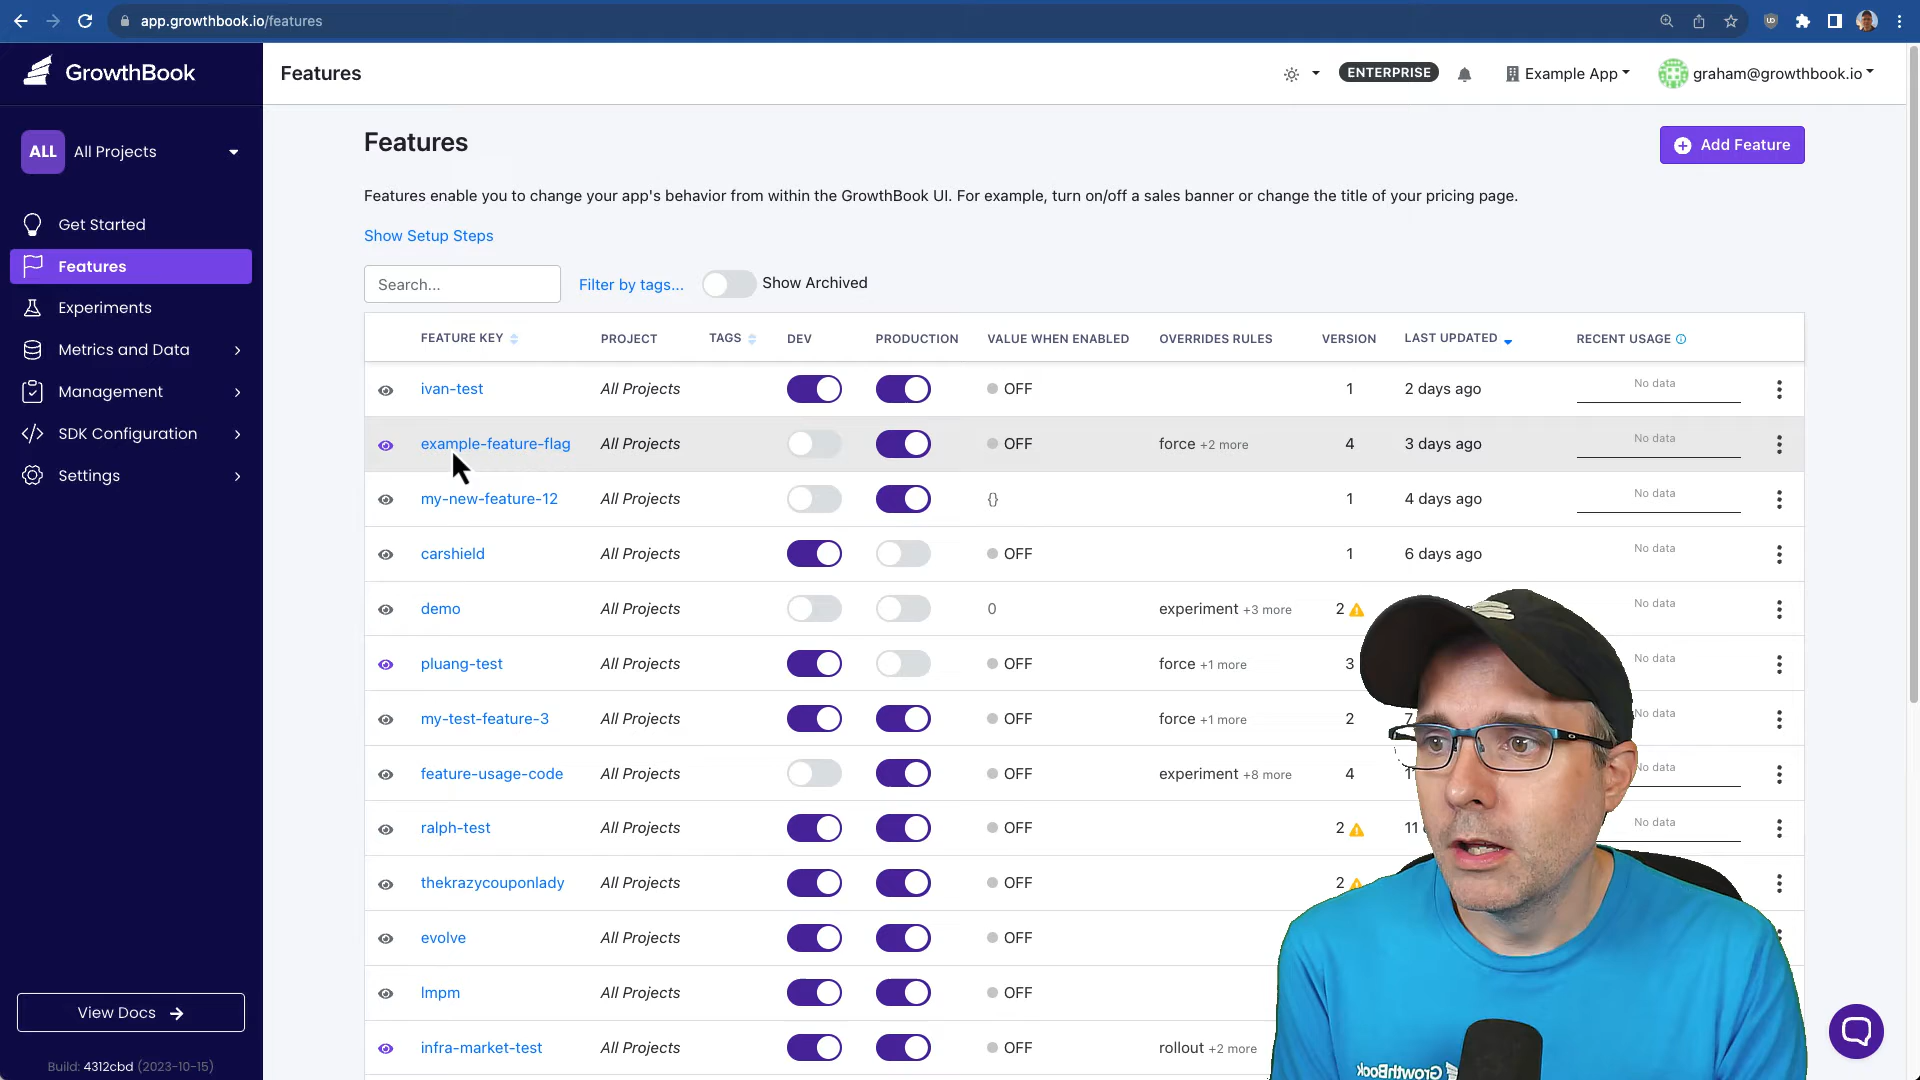 app.growthbook.io/features
GrowthBook
Features
ENTERPRISE
Example App
graham@growthbook.io
ALL All Projects
Get Started
Features
Experiments
Metrics and Data
Management
SDK Configuration
Settings
View Docs
Build: 4312cbd (2023-10-15)
Features
Add Feature
Features enable you to change your app's behavior from within the GrowthBook UI. For example, turn on/off a sales banner or change the title of your pricing page.
Show Setup Steps
Search...
Filter by tags...
Show Archived
FEATURE KEY PROJECT TAGS DEV PRODUCTION VALUE WHEN ENABLED OVERRIDES RULES VERSION LAST UPDATED RECENT USAGE
ivan-test All Projects OFF 1 2 days ago No data
example-feature-flag All Projects OFF force +2 more 4 3 days ago No data
my-new-feature-12 All Projects {} 1 4 days ago No data
carshield All Projects OFF 1 6 days ago No data
demo All Projects 0 experiment +3 more 2 No data
pluang-test All Projects OFF force +1 more 3 No data
my-test-feature-3 All Projects OFF force +1 more 2 7 No data
feature-usage-code All Projects OFF experiment +8 more 4 No data
ralph-test All Projects OFF 2 11 No data
thekrazycouponlady All Projects OFF 2
evolve All Projects OFF
lmpm All Projects OFF
infra-market-test All Projects OFF rollout +2 more
GrowthBook